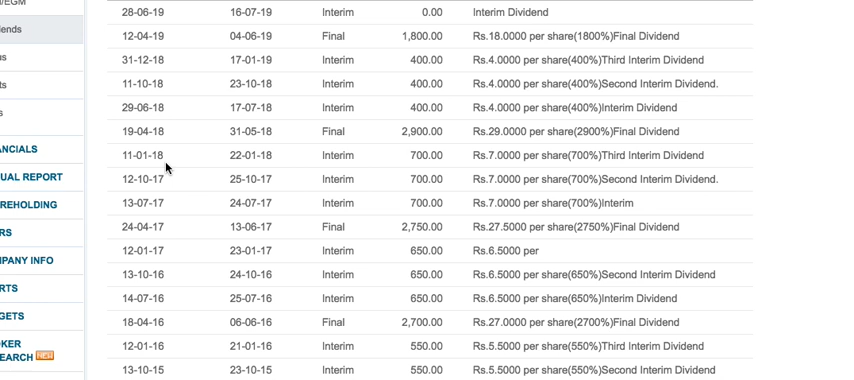 /EGM
28-06-19 16-07-19 Interim 0.00 Interim Dividend
ends
12-04-19 04-06-19 Final 1,800.00 Rs.18.0000 per share(1800%)Final Dividend
s
31-12-18 17-01-19 Interim 400.00 Rs.4.0000 per share(400%)Third Interim Dividend
ts
11-10-18 23-10-18 Interim 400.00 Rs.4.0000 per share(400%)Second Interim Dividend.
s
29-06-18 17-07-18 Interim 400.00 Rs.4.0000 per share(400%)Interim Dividend
19-04-18 31-05-18 Final 2,900.00 Rs.29.0000 per share(2900%)Final Dividend
ANCIALS
11-01-18 22-01-18 Interim 700.00 Rs.7.0000 per share(700%)Third Interim Dividend
UAL REPORT
12-10-17 25-10-17 Interim 700.00 Rs.7.0000 per share(700%)Second Interim Dividend.
REHOLDING
13-07-17 24-07-17 Interim 700.00 Rs.7.0000 per share(700%)Interim
RS
24-04-17 13-06-17 Final 2,750.00 Rs.27.5000 per share(2750%)Final Dividend
12-01-17 23-01-17 Interim 650.00 Rs.6.5000 per
MPANY INFO
13-10-16 24-10-16 Interim 650.00 Rs.6.5000 per share(650%)Second Interim Dividend
RTS
14-07-16 25-07-16 Interim 650.00 Rs.6.5000 per share(650%)Interim Dividend
GETS
18-04-16 06-06-16 Final 2,700.00 Rs.27.0000 per share(2700%)Final Dividend
KER
12-01-16 21-01-16 Interim 550.00 Rs.5.5000 per share(550%)Third Interim Dividend
EARCH NEW
13-10-15 23-10-15 Interim 550.00 Rs.5.5000 per share(550%)Second Interim Dividend